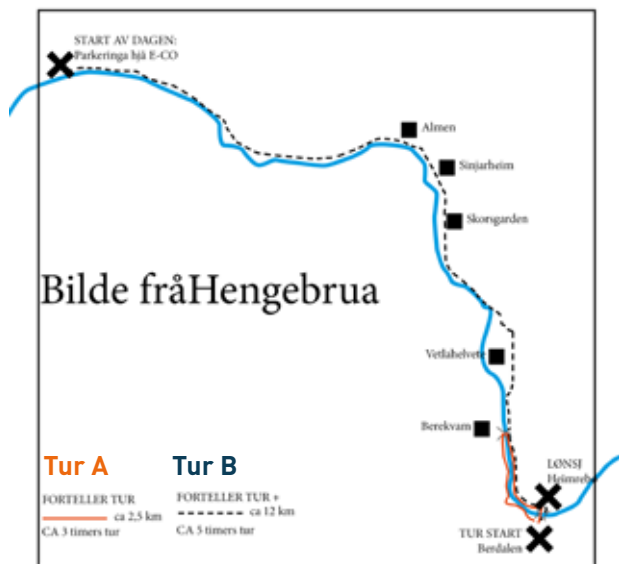 START AV DAGEN:
Parkeringa hjå E-CO
Almen
Sinjarheim
Skorsgarden
Bilde fråHengebrua
Vetlahelvete
Berekvam
Tur A
Tur B
FORTELLER TUR
ca 2,5 km
CA 3 timers tur
FORTELLER TUR +
ca 12 km
CA 5 timers tur
LØNSJ
TUR START
Berdalen